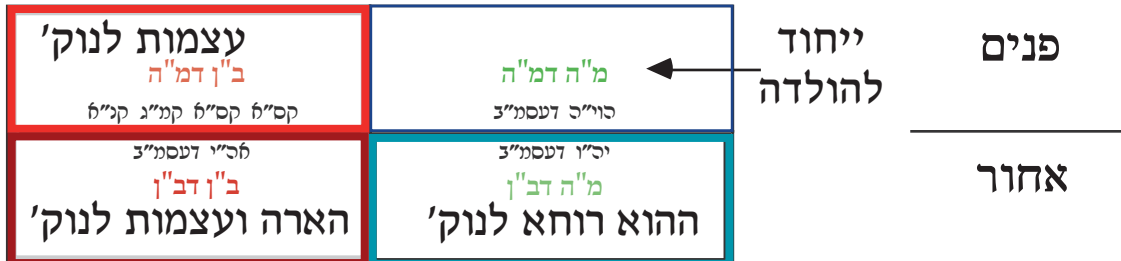 פנים
ייחוד
להולדה
מ"ה דמ"ה
הוי"ה דעסמ"ב
עצמות לנוק'
ב"ן דמ"ה
קס"א קס"א קמ"ג קנ"א
אחור
יה"ו דעסמ"ב
מ"ה דב"ן
ההוא רוחא לנוק'
אה"י דעסמ"ב
ב"ן דב"ן
הארה ועצמות לנוק'